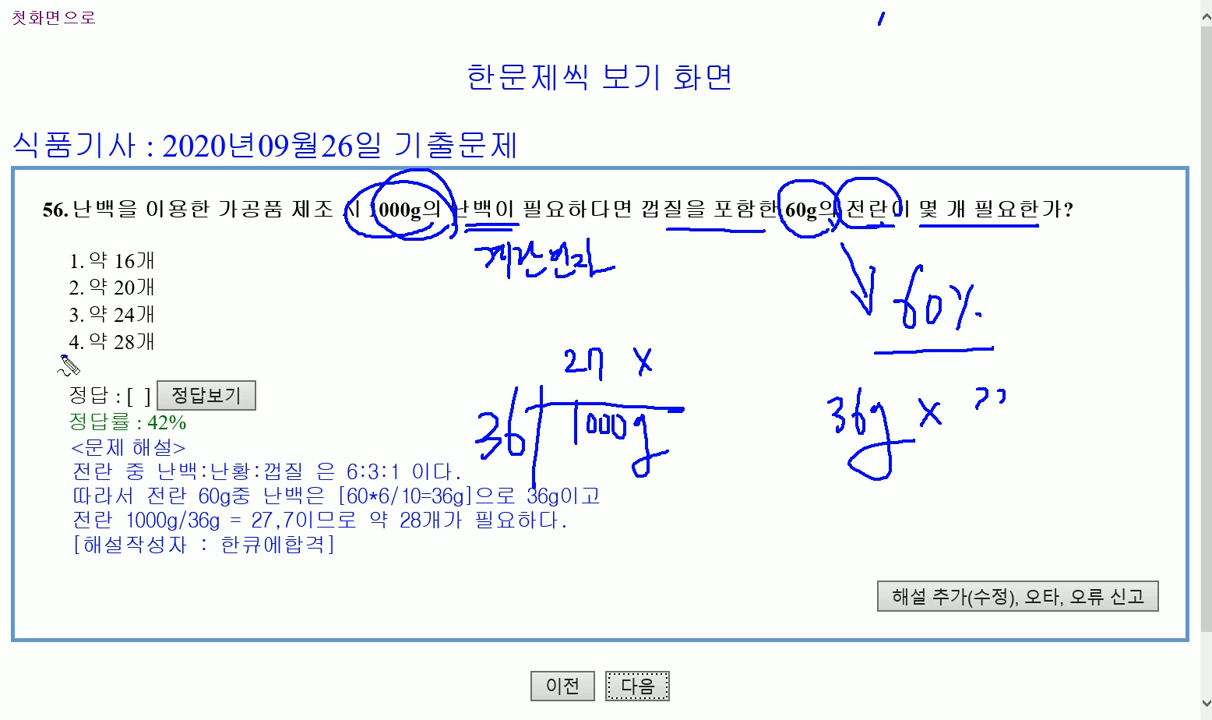 첫화면으로
한문제씩 보기 화면
식품기사 : 2020년09월26일 기출문제
56. 난백을 이용한 가공품 제조 시 1000g의 난백이 필요하다면 껍질을 포함한 60g의 전란이 몇 개 필요한가?
계란흰자
1. 약 16개
2. 약 20개
3. 약 24개
4. 약 28개
60%
27
x
36
1000g
36g x
정답 : [ ] 정답보기
정답률 : 42%
<문제 해설>
전란 중 난백:난황:껍질 은 6:3:1 이다.
따라서 전란 60g중 난백은 [60*6/10=36g]으로 36g이고
전란 1000g/36g = 27,7이므로 약 28개가 필요하다.
[해설작성자 : 한큐에합격]
해설 추가(수정), 오타, 오류 신고
이전 다음